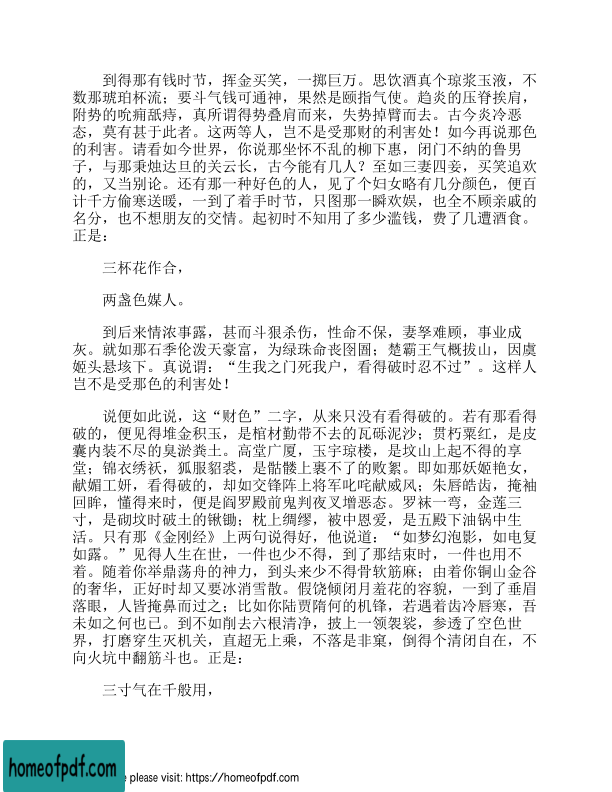 到得那有钱时节，挥金买笑，一掷巨万。思饮酒真个琼浆玉液，不
数那琥珀杯流；要斗气钱可通神，果然是颐指气使。趋炎的压脊挨肩，
附势的吮痈舐痔，真所谓得势叠肩而来，失势掉臂而去。古今炎冷恶
态，莫有甚于此者。这两等人，岂不是受那财的利害处！如今再说那色
的利害。请看如今世界，你说那坐怀不乱的柳下惠，闭门不纳的鲁男
子，与那秉烛达旦的关云长，古今能有几人？至如三妻四妾，买笑追欢
的，又当别论。还有那一种好色的人，见了个妇女略有几分颜色，便百
计千方偷寒送暖，一到了着手时节，只图那一瞬欢娱，也全不顾亲戚的
名分，也不想朋友的交情。起初时不知用了多少滥钱，费了几遭酒食。
正是：
三杯花作合，
两盏色媒人。
到后来情浓事露，甚而斗狠杀伤，性命不保，妻孥难顾，事业成
灰。就如那石季伦泼天豪富，为绿珠命丧囹圄；楚霸王气概拔山，因虞
姬头悬垓下。真说谓：“生我之门死我户，看得破时忍不过”。这样人
岂不是受那色的利害处！
说便如此说，这“财色”二字，从来只没有看得破的。若有那看得
破的，便见得堆金积玉，是棺材勤带不去的瓦砾泥沙；贯朽粟红，是皮
囊内装不尽的臭淤粪土。高堂广厦，玉宇琼楼，是坟山上起不得的享
堂；锦衣绣袄，狐服貂裘，是骷髅上裹不了的败絮。即如那妖姬艳女，
献媚工妍，看得破的，却如交锋阵上将军叱咤献威风；朱唇皓齿，掩袖
回眸，懂得来时，便是阎罗殿前鬼判夜叉增恶态。罗袜一弯，金莲三
寸，是砌坟时破土的锹锄；枕上绸缪，被中恩爱，是五殿下油锅中生
活。只有那《金刚经》上两句说得好，他说道：“如梦幻泡影，如电复
如露。”见得人生在世，一件也少不得，到了那结束时，一件也用不
着。随着你举鼎荡舟的神力，到头来少不得骨软筋麻；由着你铜山金谷
的奢华，正好时却又要冰消雪散。假饶倾闭月羞花的容貌，一到了垂眉
落眼，人皆掩鼻而过之；比如你陆贾隋何的机锋，若遇着齿冷唇寒，吾
未如之何也已。到不如削去六根清净，披上一领袈裟，参透了空色世
界，打磨穿生灭机关，直超无上乘，不落是非窠，倒得个清闭自在，不
向火坑中翻筋斗也。正是：
三寸气在千般用，
homeofpdf.com
e please visit: https://homeofpdf.com